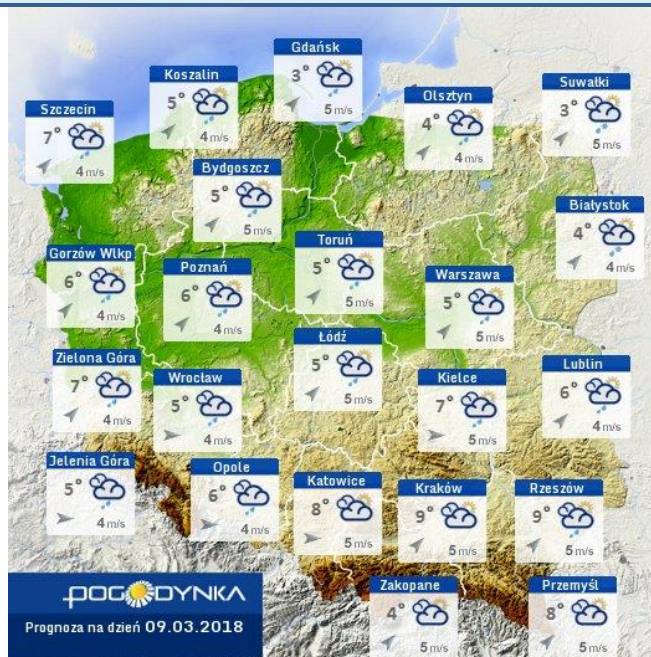 Gdańsk
3°
5 m/s
Koszalin
5°
4 m/s
Szczecin
7°
4 m/s
Olsztyn
4°
4 m/s
Suwałki
3°
5 m/s
Bydgoszcz
5°
5 m/s
Białystok
4°
4 m/s
Gorzów Wlkp
6°
4 m/s
Poznań
6°
4 m/s
Toruń
5°
5 m/s
Warszawa
5°
5 m/s
Zielona Góra
7°
4 m/s
Wrocław
5°
4 m/s
Łódź
5°
5 m/s
Kielce
7°
5 m/s
Lublin
6°
4 m/s
Jelenia Góra
5°
4 m/s
Opole
6°
4 m/s
Katowice
8°
5 m/s
Kraków
9°
5 m/s
Rzeszów
9°
5 m/s
Zakopane
4°
5 m/s
Przemyśl
8°
5 m/s
POGODYNKA
Prognoza na dzień 09.03.2018